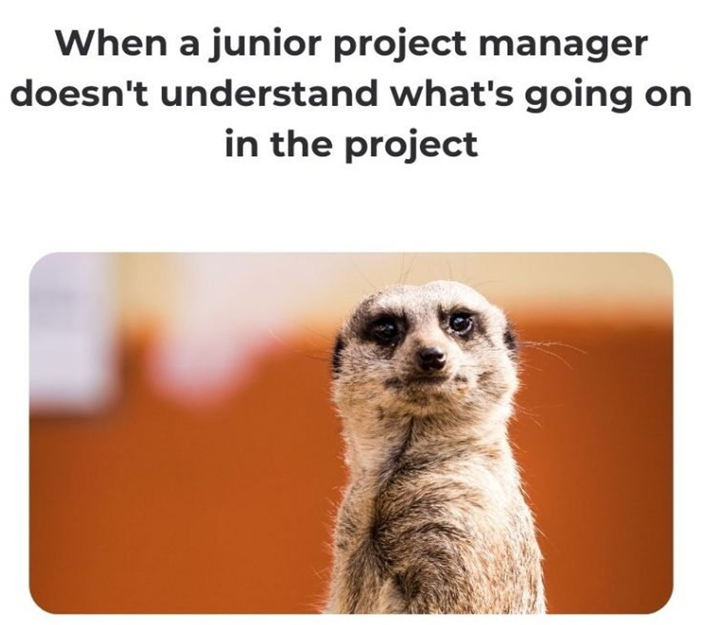 When a junior project manager
doesn't understand what's going on
in the project